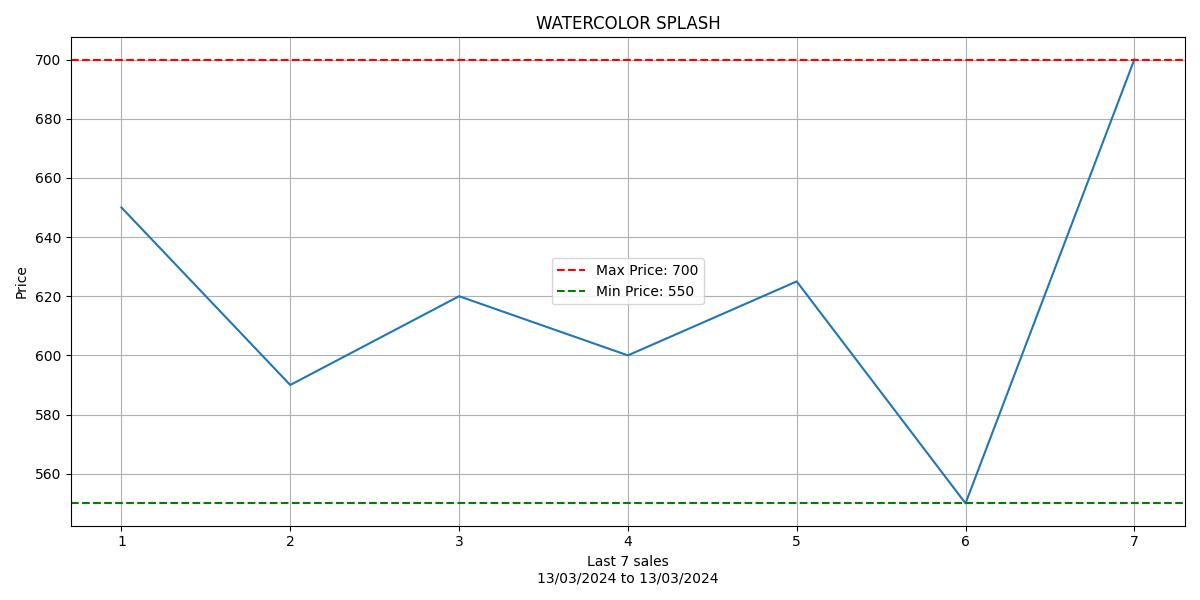 WATERCOLOR SPLASH
Price
700
680
660
640
620
600
580
560
Max Price: 700
Min Price: 550
1 2 3 4 5 6 7
Last 7 sales
13/03/2024 to 13/03/2024